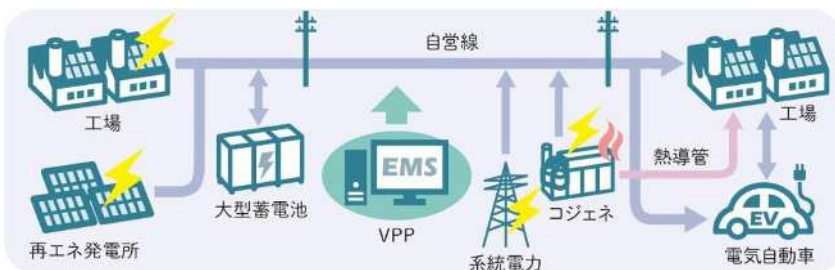 自営線
工場
工場
EMS
熱導管
大型蓄電池
コジェネ
EV
VPP
再エネ発電所
系統電力
電気自動車